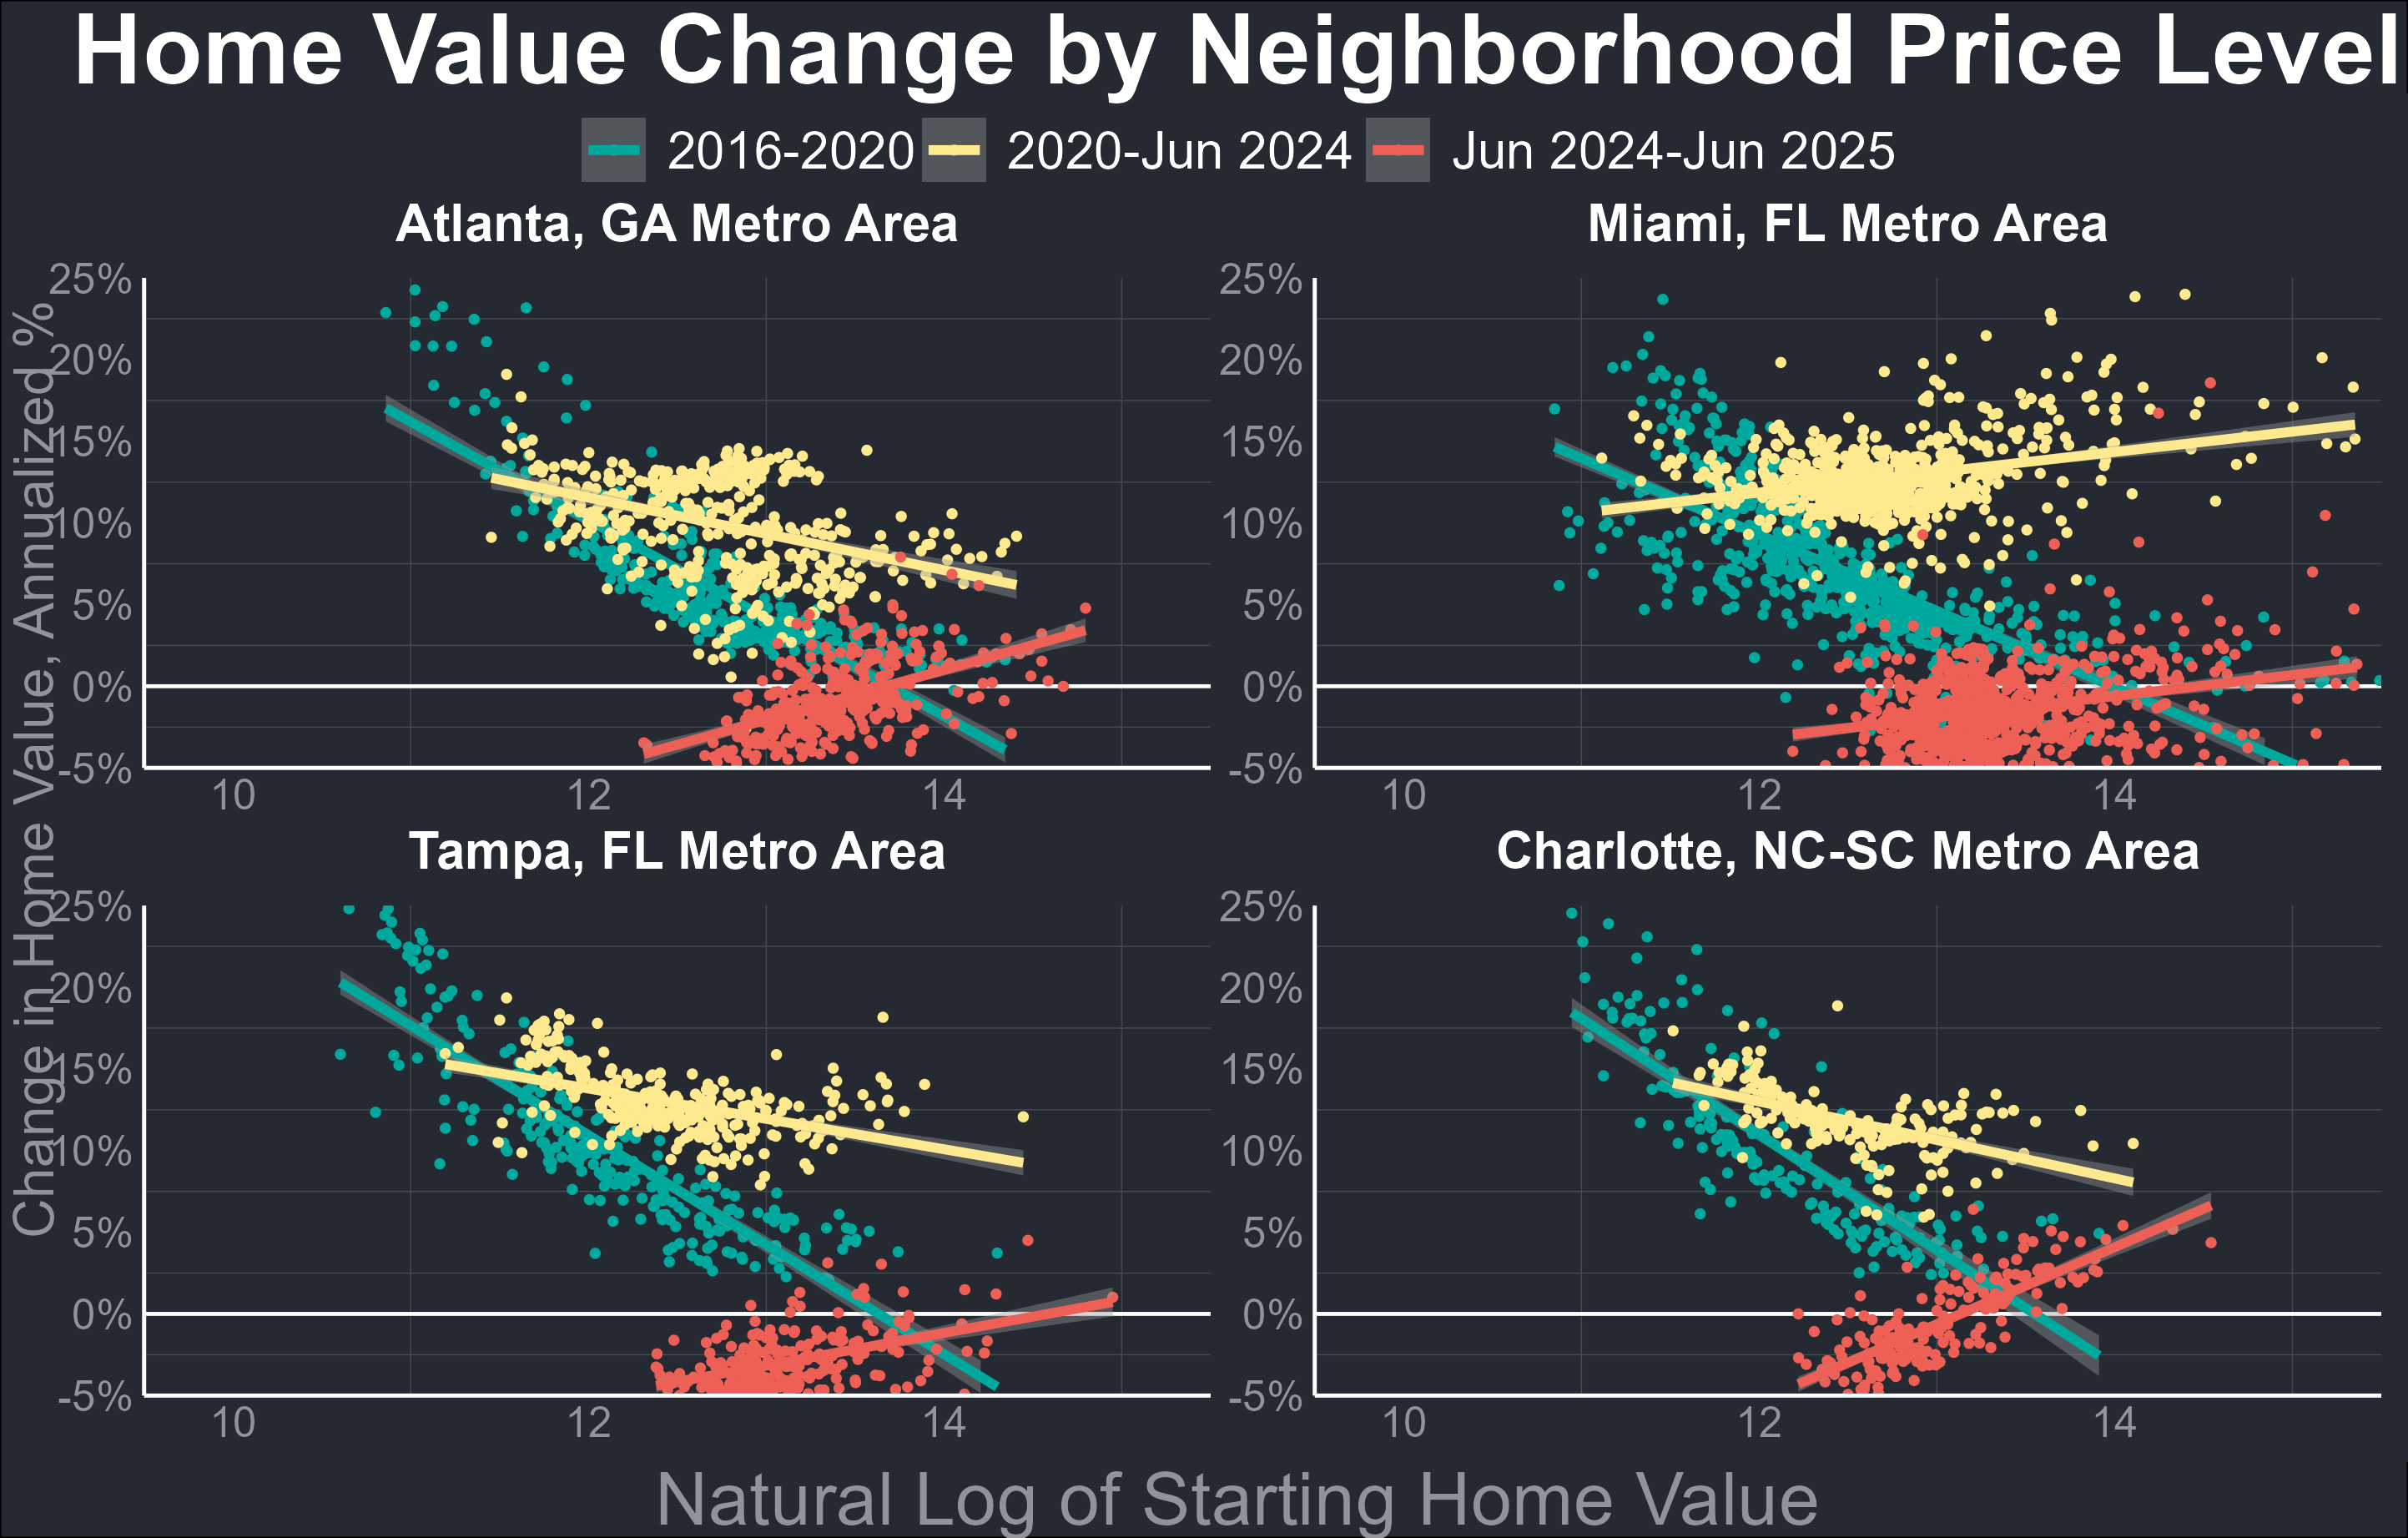 Home Value Change by Neighborhood Price Level
2016-2020 2020-Jun 2024 Jun 2024-Jun 2025
Change in Home Value, Annualized %
Atlanta, GA Metro Area
25%
20%
15%
10%
5%
0%
-5%
10 12 14
Miami, FL Metro Area
25%
20%
15%
10%
5%
0%
-5%
10 12 14
Tampa, FL Metro Area
25%
20%
15%
10%
5%
0%
-5%
10 12 14
Charlotte, NC-SC Metro Area
25%
20%
15%
10%
5%
0%
-5%
10 12 14
Natural Log of Starting Home Value